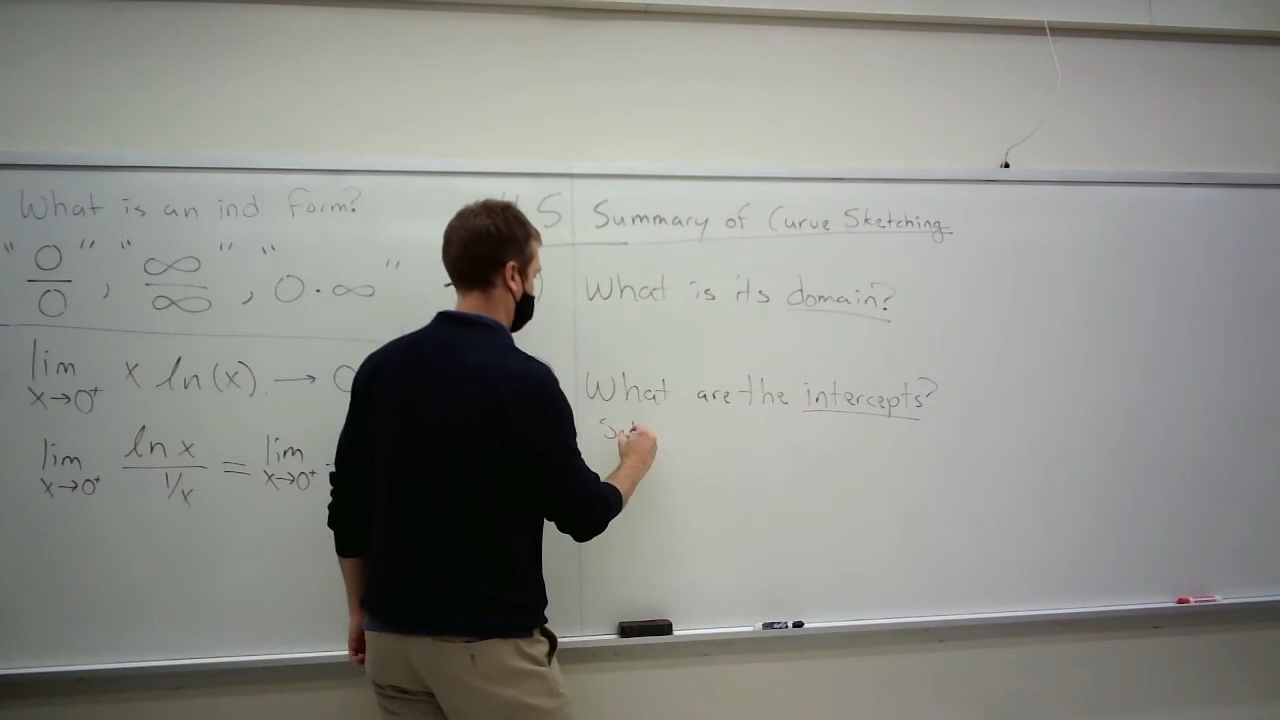 What is an ind form?
" 0/0 " , " ∞/∞ " , " 0·∞ "
lim x→0⁺ x ln(x) → 0
lim x→0⁺ ln x / 1/x = lim x→0⁺
5 Summary of Curve Sketching
What is its domain?
What are the intercepts?